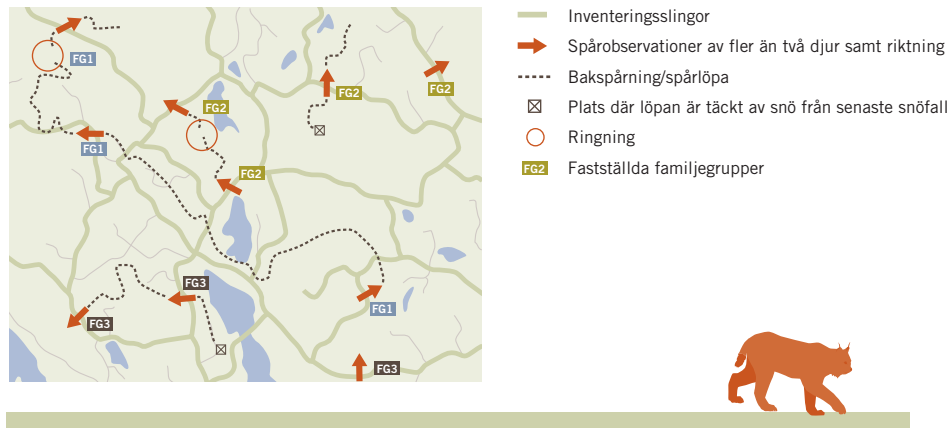 FG1
FG2
FG2
FG2
FG1
FG2
FG3
FG1
FG3
FG3
Inventeringsslingor
Spårobservationer av fler än två djur samt riktning
Bakspårning/spårlöpa
Plats där löpan är täckt av snö från senaste snöfall
Ringning
FG2 Fastställda familjegrupper